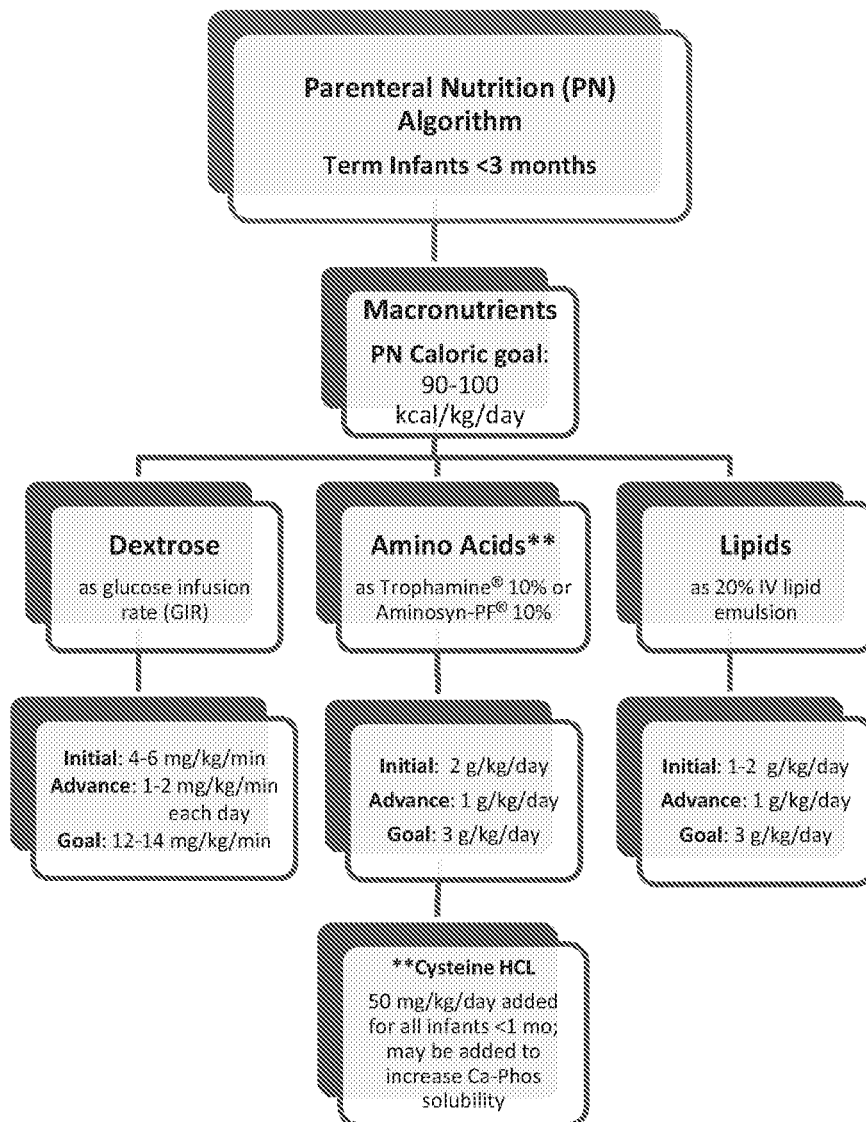 Parenteral Nutrition (PN)
Algorithm
Term Infants <3 months
Macronutrients
PN Caloric goal:
90-100
kcal/kg/day
Dextrose
as glucose infusion
rate (GIR)
Amino Acids**
as Trophamine® 10% or
Aminosyn-PF® 10%
Lipids
as 20% IV lipid
emulsion
Initial: 4-6 mg/kg/min
Advance: 1-2 mg/kg/min
each day
Goal: 12-14 mg/kg/min
Initial: 2 g/kg/day
Advance: 1 g/kg/day
Goal: 3 g/kg/day
Initial: 1-2 g/kg/day
Advance: 1 g/kg/day
Goal: 3 g/kg/day
**Cysteine HCL
50 mg/kg/day added
for all infants <1 mo;
may be added to
increase Ca-Phos
solubility